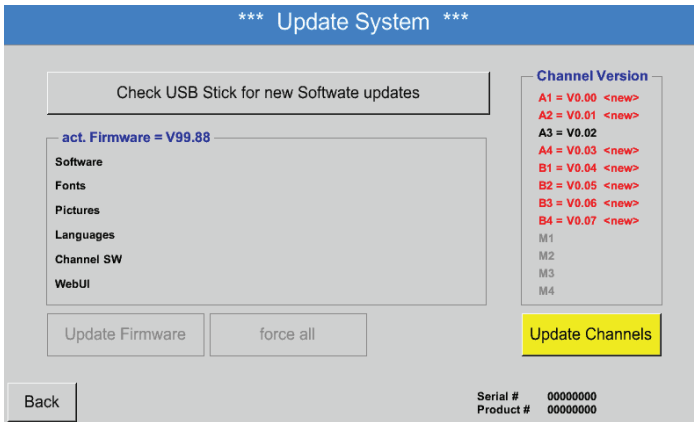 *** Update System ***
Check USB Stick for new Softwate updates
act. Firmware = V99.88
Software
Fonts
Pictures
Languages
Channel SW
WebUI
Update Firmware
force all
Channel Version
A1 = V0.00 <new>
A2 = V0.01 <new>
A3 = V0.02
A4 = V0.03 <new>
B1 = V0.04 <new>
B2 = V0.05 <new>
B3 = V0.06 <new>
B4 = V0.07 <new>
M1
M2
M3
M4
Update Channels
Back
Serial # 00000000
Product # 00000000